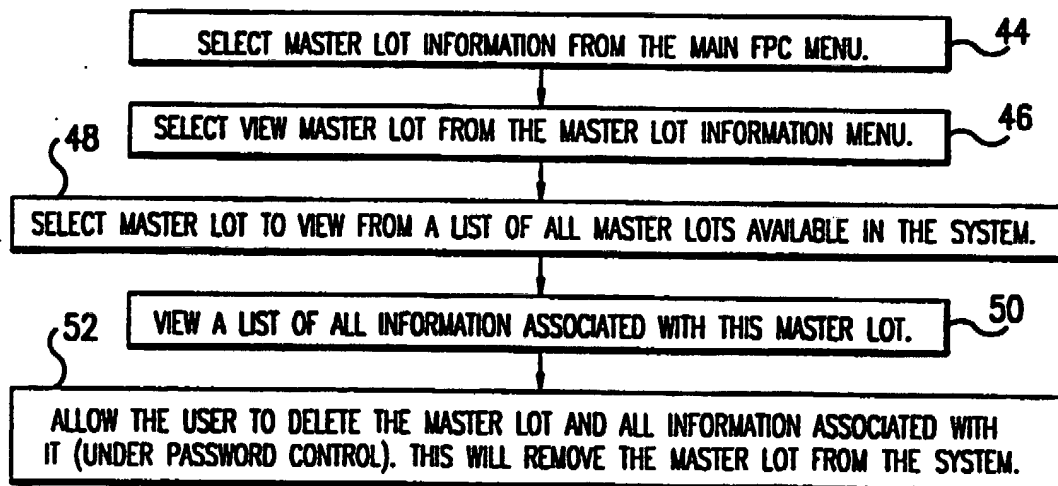 SELECT MASTER LOT INFORMATION FROM THE MAIN FPC MENU.
44
SELECT VIEW MASTER LOT FROM THE MASTER LOT INFORMATION MENU.
46
48
SELECT MASTER LOT TO VIEW FROM A LIST OF ALL MASTER LOTS AVAILABLE IN THE SYSTEM.
VIEW A LIST OF ALL INFORMATION ASSOCIATED WITH THIS MASTER LOT.
50
52
ALLOW THE USER TO DELETE THE MASTER LOT AND ALL INFORMATION ASSOCIATED WITH
IT (UNDER PASSWORD CONTROL). THIS WILL REMOVE THE MASTER LOT FROM THE SYSTEM.